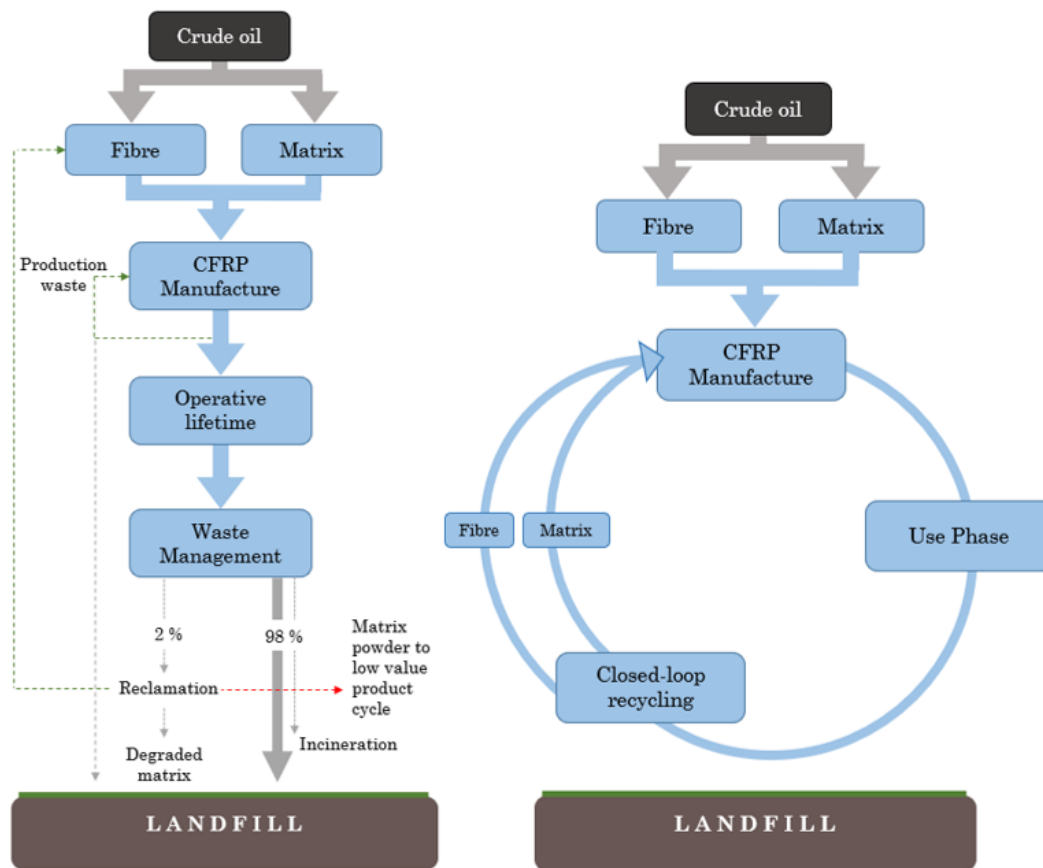 Crude oil
Fibre
Matrix
Production
waste
CFRP
Manufacture
Operative
lifetime
Waste
Management
2 %
98 %
Matrix
powder to
low value
product
cycle
Reclamation
Incineration
Degraded
matrix
LANDFILL
Crude oil
Fibre
Matrix
CFRP
Manufacture
Fibre
Matrix
Use Phase
Closed-loop
recycling
LANDFILL